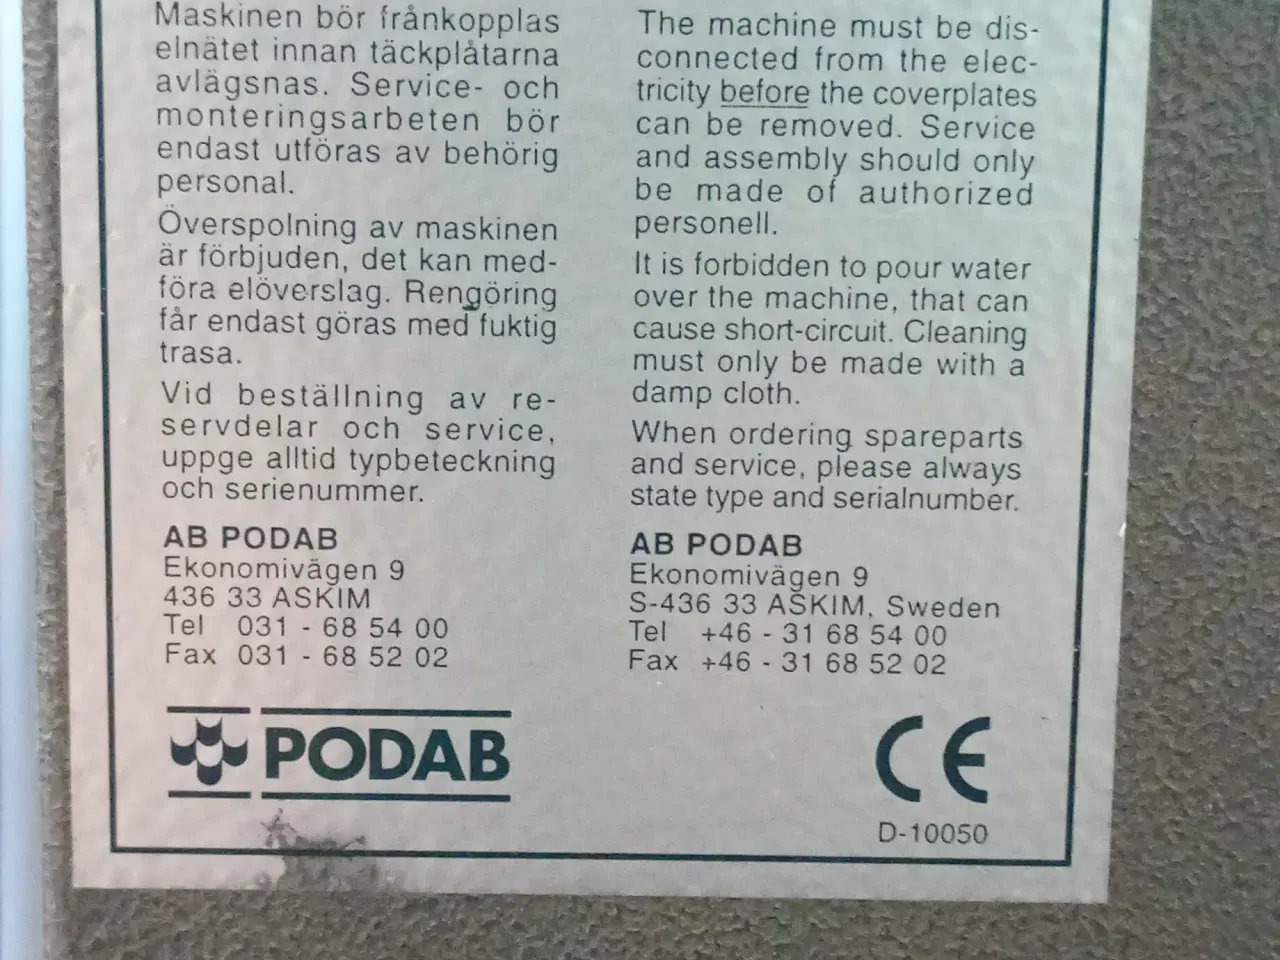 Maskinen bör frånkopplas
elnätet innan täckplåtarna
avlägsnas. Service- och
monteringsarbeten bör
endast utföras av behörig
personal.
Överspolning av maskinen
är förbjuden, det kan med-
föra elöverslag. Rengöring
får endast göras med fuktig
trasa.
Vid beställning av re-
servdelar och service,
uppge alltid typbeteckning
och serienummer.
AB PODAB
Ekonomivägen 9
436 33 ASKIM
Tel 031 - 68 54 00
Fax 031 - 68 52 02
PODAB
The machine must be dis-
connected from the elec-
tricity before the coverplates
can be removed. Service
and assembly should only
be made of authorized
personell.
It is forbidden to pour water
over the machine, that can
cause short-circuit. Cleaning
must only be made with a
damp cloth.
When ordering spareparts
and service, please always
state type and serialnumber.
AB PODAB
Ekonomivägen 9
S-436 33 ASKIM, Sweden
Tel +46 - 31 68 54 00
Fax +46 - 31 68 52 02
CE
D-10050